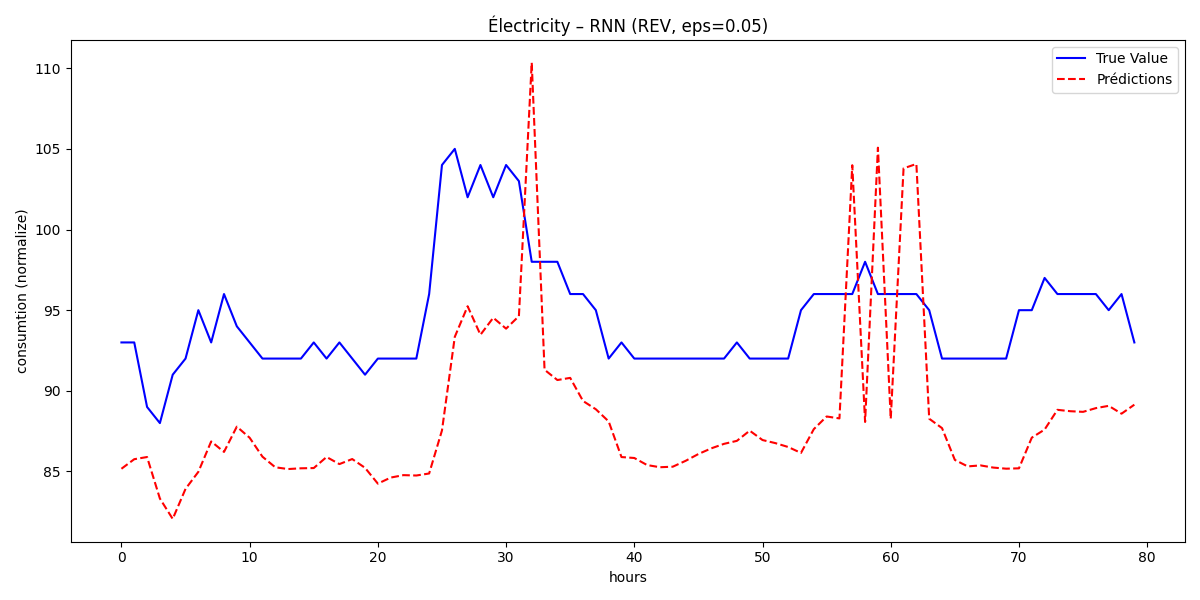 Électricity – RNN (REV, eps=0.05)
True Value
Prédictions
consumtion (normalize)
110
105
100
95
90
85
0 10 20 30 40 50 60 70 80
hours